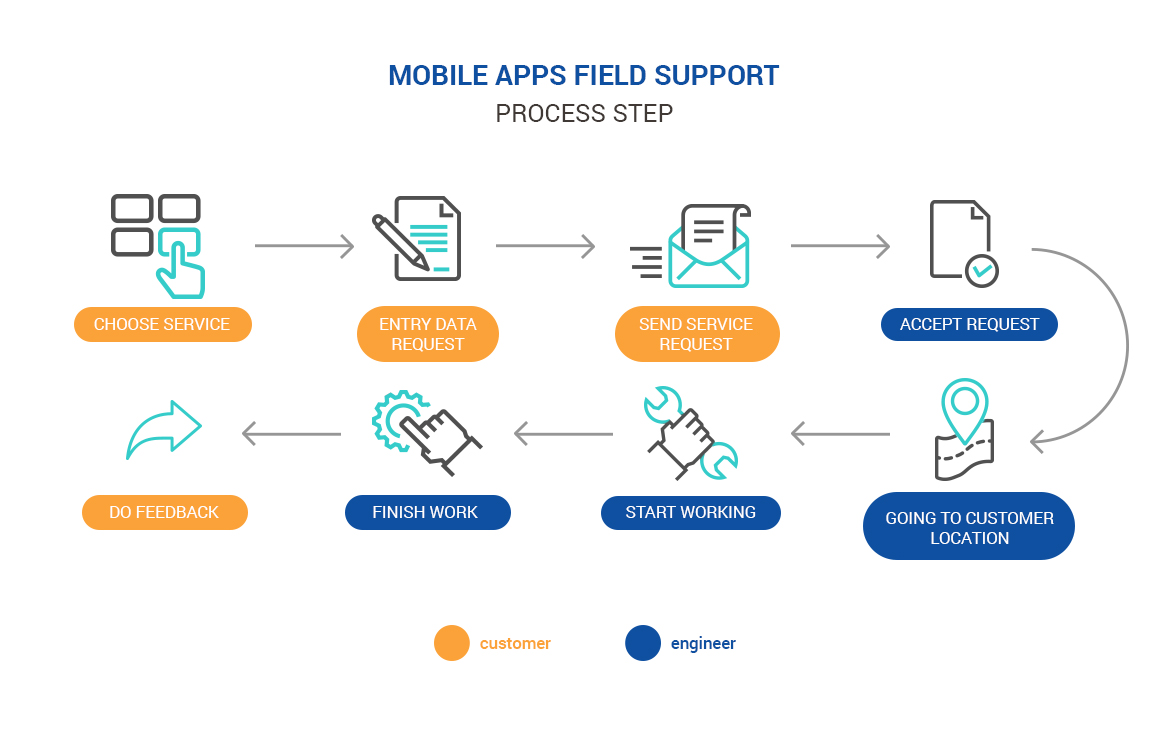 MOBILE APPS FIELD SUPPORT
PROCESS STEP
CHOOSE SERVICE
ENTRY DATA
REQUEST
SEND SERVICE
REQUEST
ACCEPT REQUEST
GOING TO CUSTOMER
LOCATION
START WORKING
FINISH WORK
DO FEEDBACK
customer
engineer